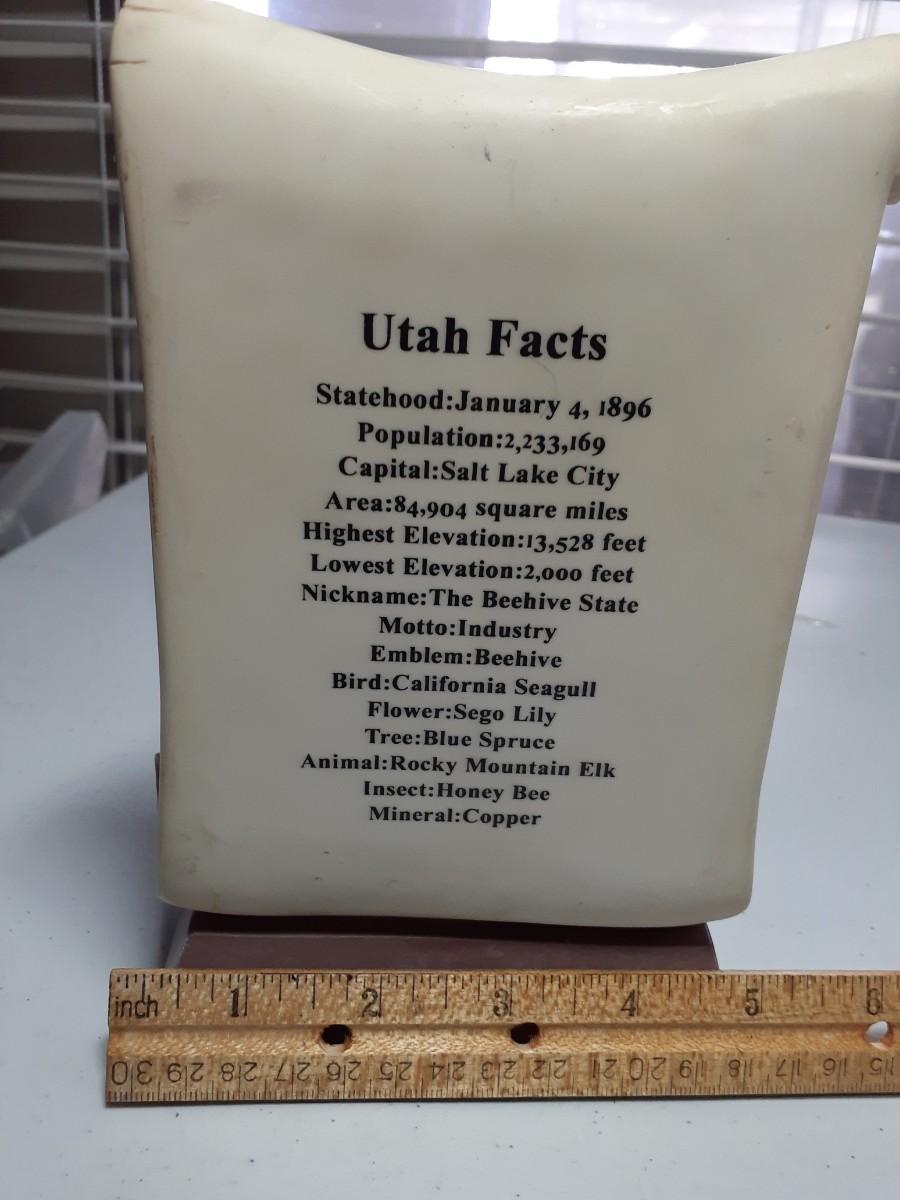 Utah Facts
Statehood:January 4, 1896
Population:2,233,169
Capital:Salt Lake City
Area:84,904 square miles
Highest Elevation:13,528 feet
Lowest Elevation:2,000 feet
Nickname:The Beehive State
Motto:Industry
Emblem:Beehive
Bird:California Seagull
Flower:Sego Lily
Tree:Blue Spruce
Animal:Rocky Mountain Elk
Insect:Honey Bee
Mineral:Copper
inch 1 2 3 4 5 6
30 29 28 27 26 25 24 23 22 21 20 19 18 17 16 15